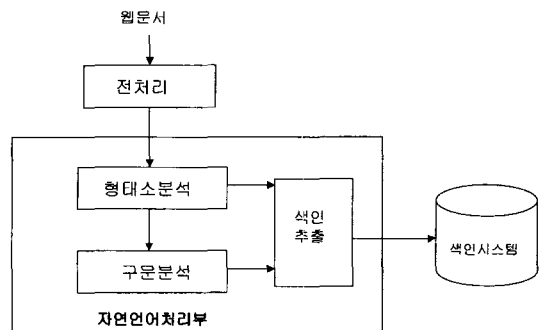 웹문서
전처리
형태소분석
색인
추출
색인시스템
구문분석
자연언어처리부